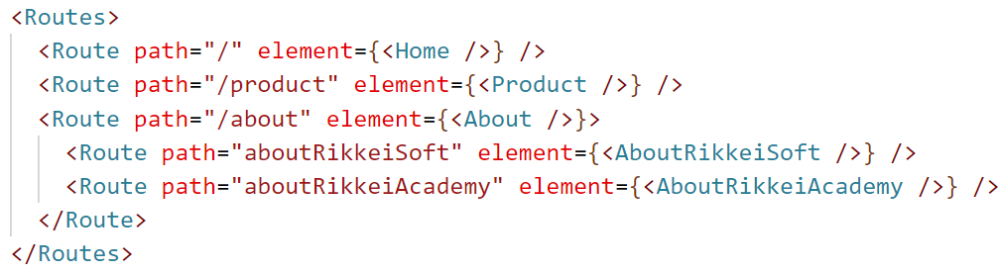 <Routes>
  <Route path="/" element={<Home />} />
  <Route path="/product" element={<Product />} />
  <Route path="/about" element={<About />}>
    <Route path="aboutRikkeiSoft" element={<AboutRikkeiSoft />} />
    <Route path="aboutRikkeiAcademy" element={<AboutRikkeiAcademy />} />
  </Route>
</Routes>